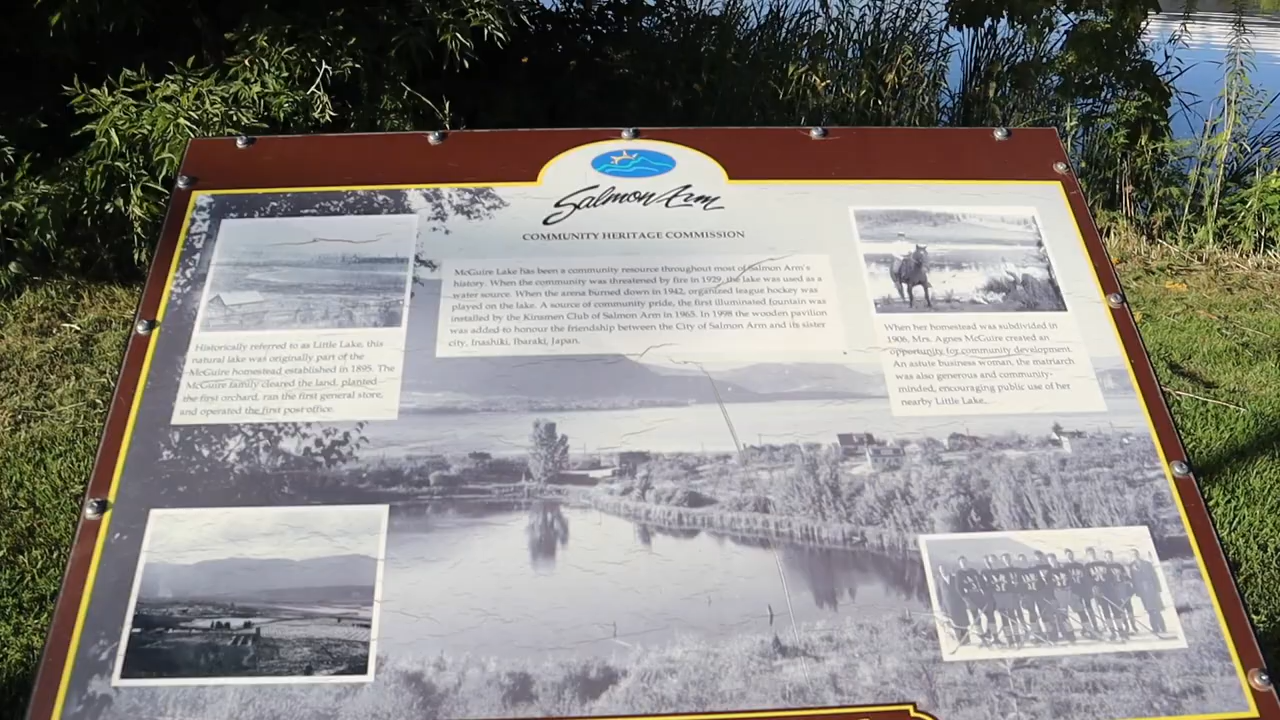 Salmon Arm
COMMUNITY HERITAGE COMMISSION
McGuire Lake has been a community resource throughout most of Salmon Arm's
history. When the community was threatened by fire in 1929, the lake was used as a
water source. When the arena burned down in 1942, organized league hockey was
played on the lake. A source of community pride, the first illuminated fountain was
installed by the Kinsmen Club of Salmon Arm in 1965. In 1998 the wooden pavilion
was added to honour the friendship between the City of Salmon Arm and its sister
city, Inashiki, Ibaraki, Japan.
Historically referred to as Little Lake, this
natural lake was originally part of the
McGuire homestead established in 1895. The
McGuire family cleared the land, planted
the first orchard, ran the first general store,
and operated the first post office.
When her homestead was subdivided in
1906, Mrs. Agnes McGuire created an
opportunity for community development.
An astute business woman, the matriarch
was also generous and community-
minded, encouraging public use of her
nearby Little Lake.